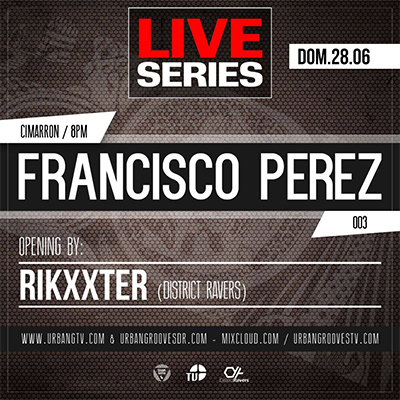 LIVE
SERIES
DOM.28.06
CIMARRON / 8PM
FRANCISCO PEREZ
003
OPENING BY:
RIKXXTER (DISTRICT RAVERS)
WWW.URBANGTV.COM & URBANGROOVESDR.COM - MIXCLOUD.COM / URBANGROOVESTV.COM
DistrictRavers